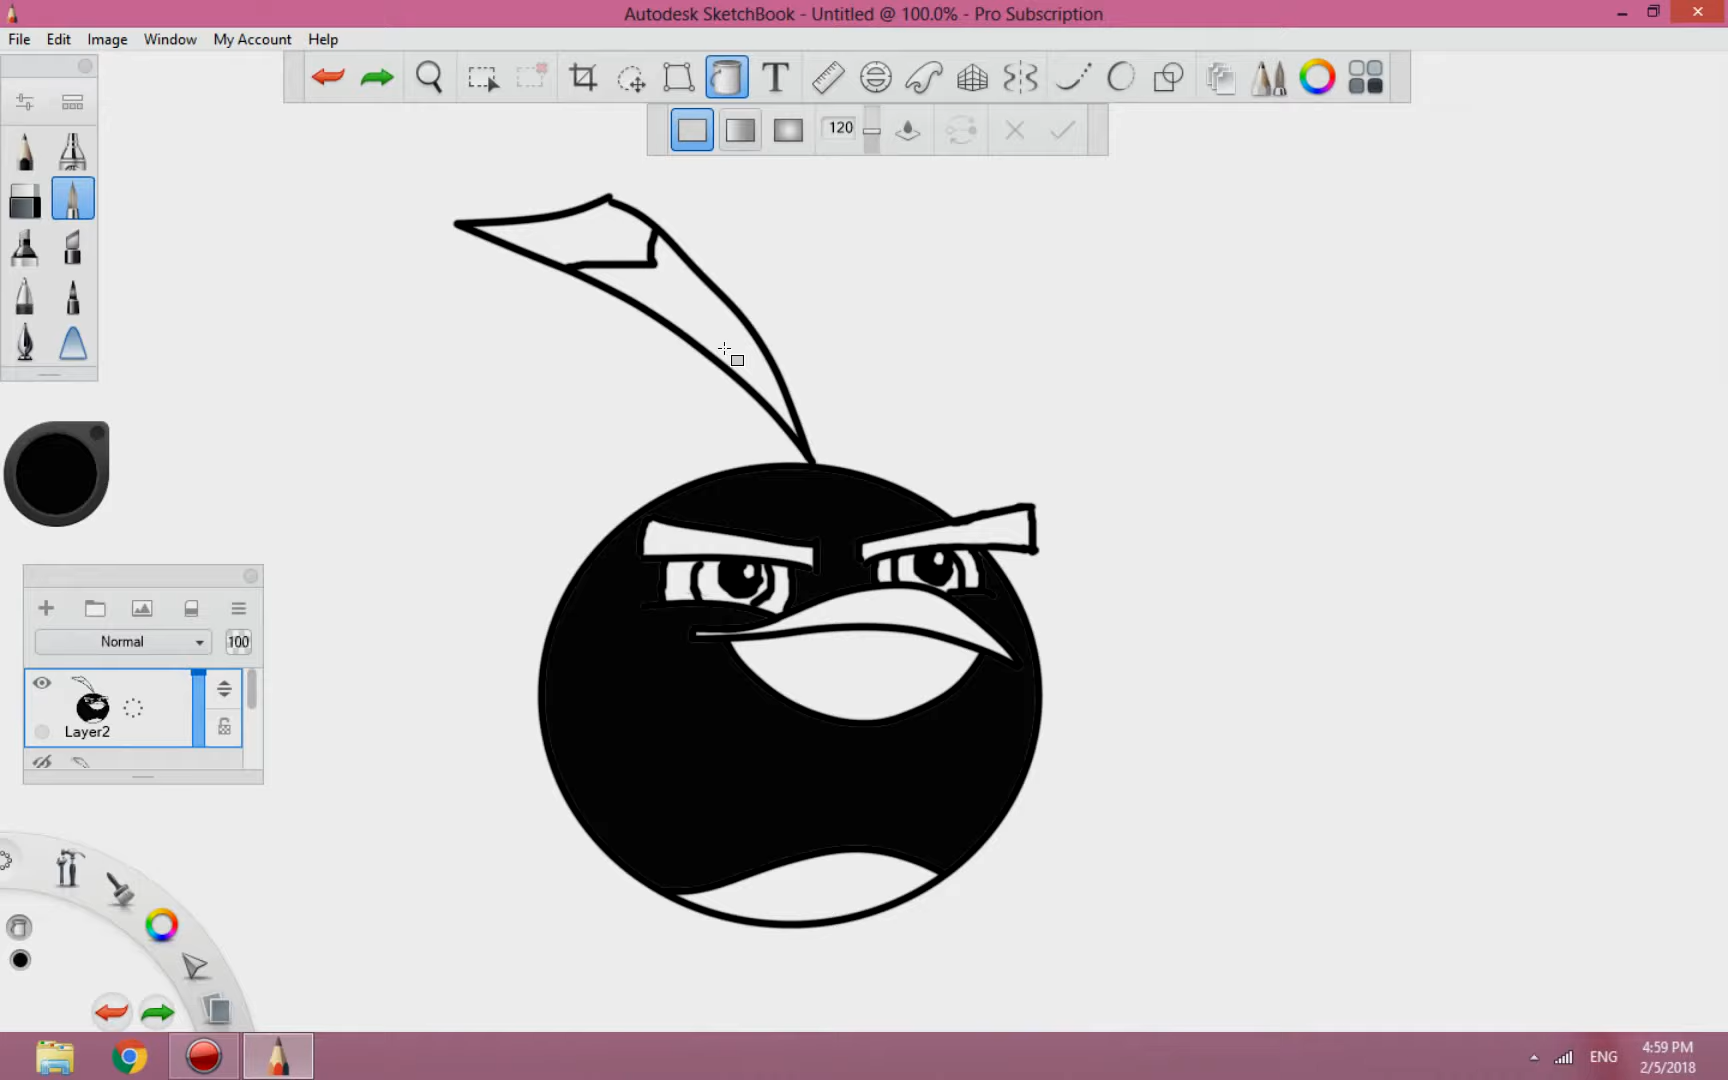 Autodesk SketchBook - Untitled @ 100.0% - Pro Subscription
File Edit Image Window My Account Help
T
120
Normal 100
Layer2
ENG
4:59 PM
2/5/2018